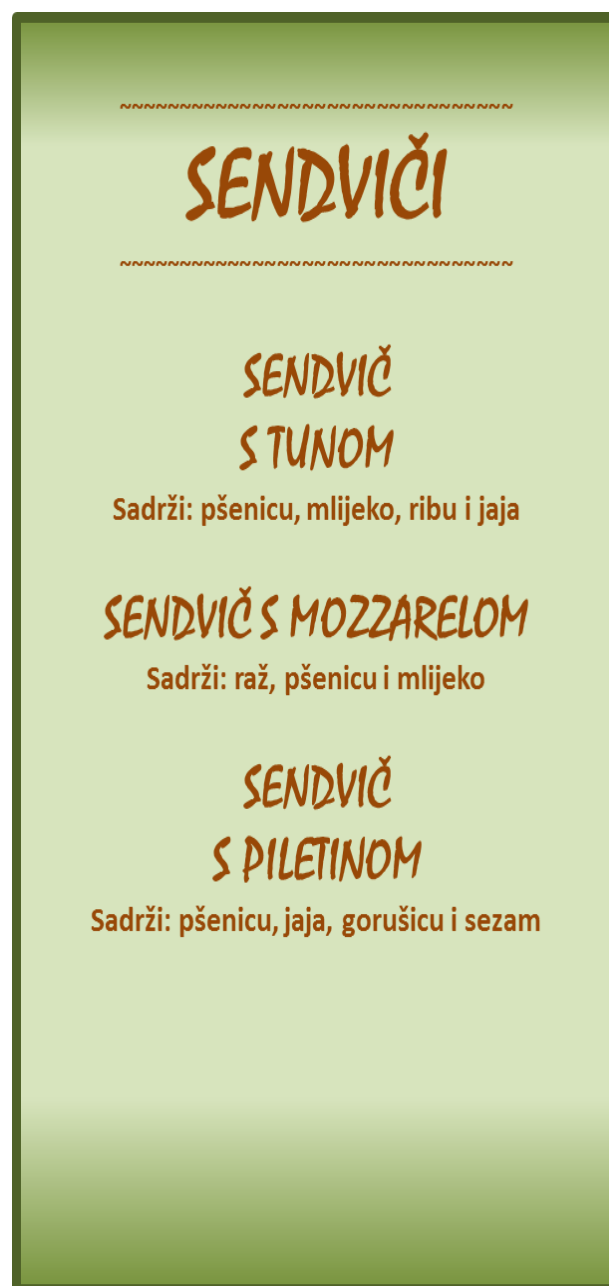 ~~~~~~~~~~~~~~~~~~~~~~~~~~~~~~~~~
SENDVIČI
~~~~~~~~~~~~~~~~~~~~~~~~~~~~~~~~~
SENDVIČ
S TUNOM
Sadrži: pšenicu, mlijeko, ribu i jaja
SENDVIČ S MOZZARELOM
Sadrži: raž, pšenicu i mlijeko
SENDVIČ
S PILETINOM
Sadrži: pšenicu, jaja, gorušicu i sezam